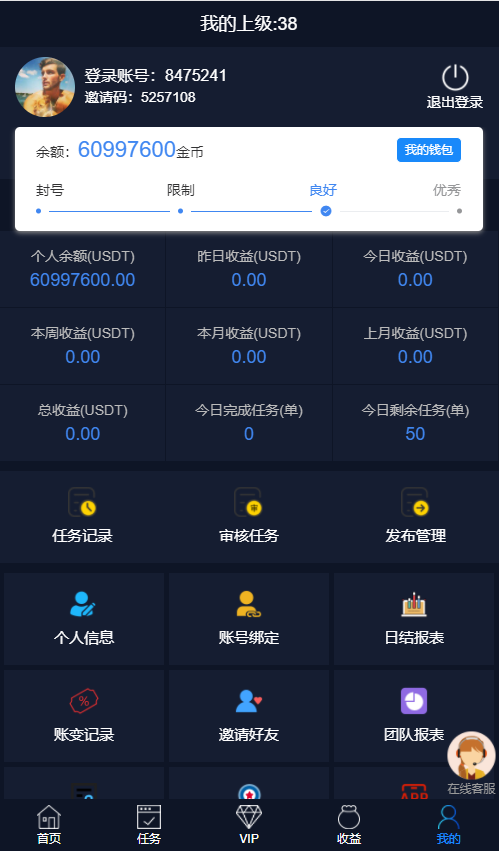 我的上级:38
登录账号：8475241
邀请码：5257108
退出登录
余额：60997600金币
我的钱包
封号 限制 良好 优秀
个人余额(USDT) 昨日收益(USDT) 今日收益(USDT)
60997600.00 0.00 0.00
本周收益(USDT) 本月收益(USDT) 上月收益(USDT)
0.00 0.00 0.00
总收益(USDT) 今日完成任务(单) 今日剩余任务(单)
0.00 0 50
任务记录 审核任务 发布管理
个人信息 账号绑定 日结报表
账变记录 邀请好友 团队报表
在线客服
首页 任务 VIP 收益 我的